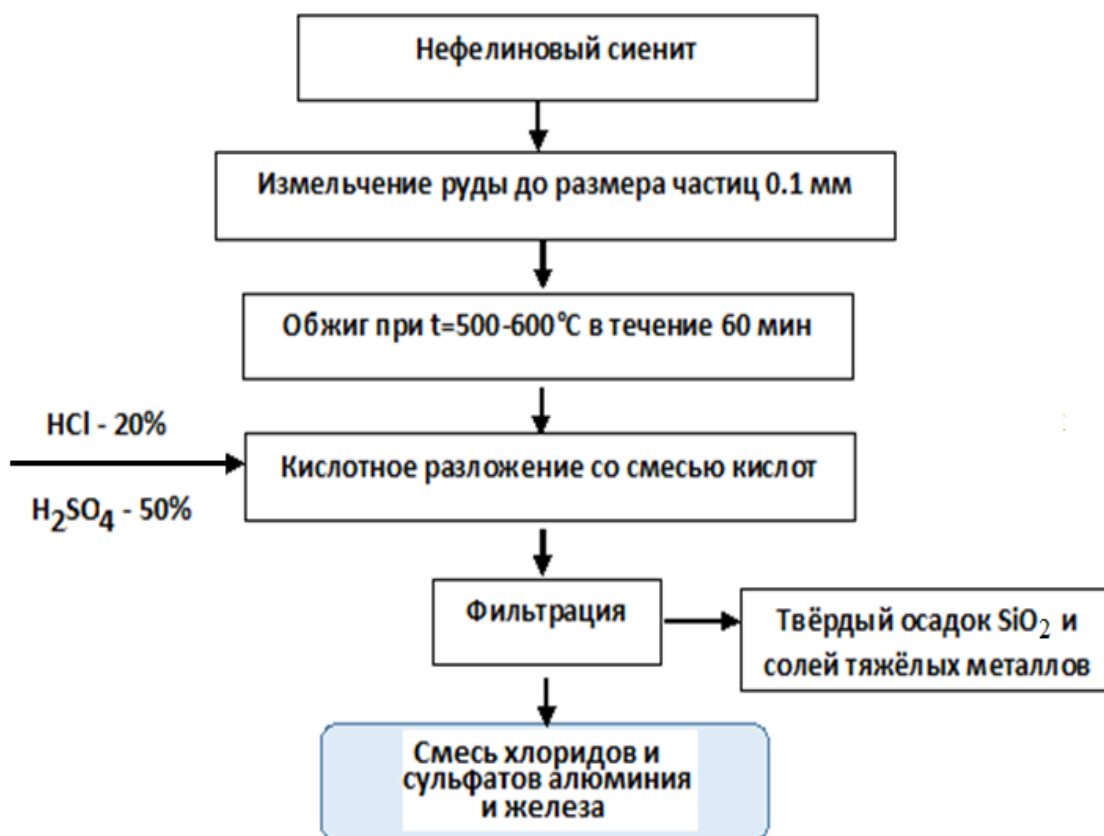 Нефелиновый сиенит
Измельчение руды до размера частиц 0.1 мм
Обжиг при t=500-600°C в течение 60 мин
HCl - 20%
H₂SO₄ - 50%
Кислотное разложение со смесью кислот
Фильтрация
Твёрдый осадок SiO₂ и
солей тяжёлых металлов
Смесь хлоридов и
сульфатов алюминия
и железа